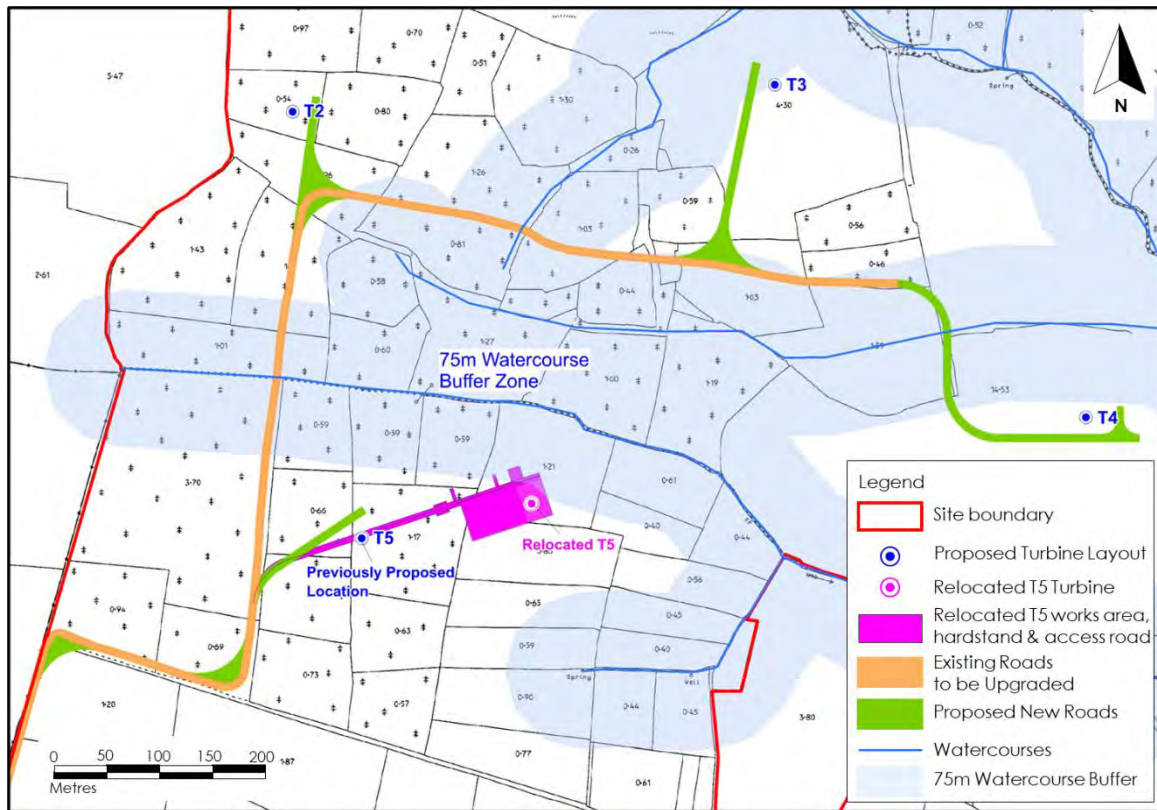 0·97
0·70
0·52
5·47
0·51
Spring
N
T3
4·30
0·54
T2
0·80
1·30
0·26
1·26
0·59
0·56
1·43
0·81
1·03
0·46
2·61
0·58
0·44
1·03
1·01
0·60
1·27
75m Watercourse
Buffer Zone
1·00
1·19
14·53
T4
0·59
0·59
0·59
3·70
1·21
0·61
0·66
T5
1·17
Relocated T5
0·40
0·44
Previously Proposed
Location
0·56
0·94
0·65
0·45
0·63
0·69
0·59
0·40
0·73
Spring
Well
0·90
0·44
0·45
1·20
0·57
3·80
0·77
0·61
1·87
0 50 100 150 200
Metres
Legend
Site boundary
Proposed Turbine Layout
Relocated T5 Turbine
Relocated T5 works area,
hardstand & access road
Existing Roads
to be Upgraded
Proposed New Roads
Watercourses
75m Watercourse Buffer